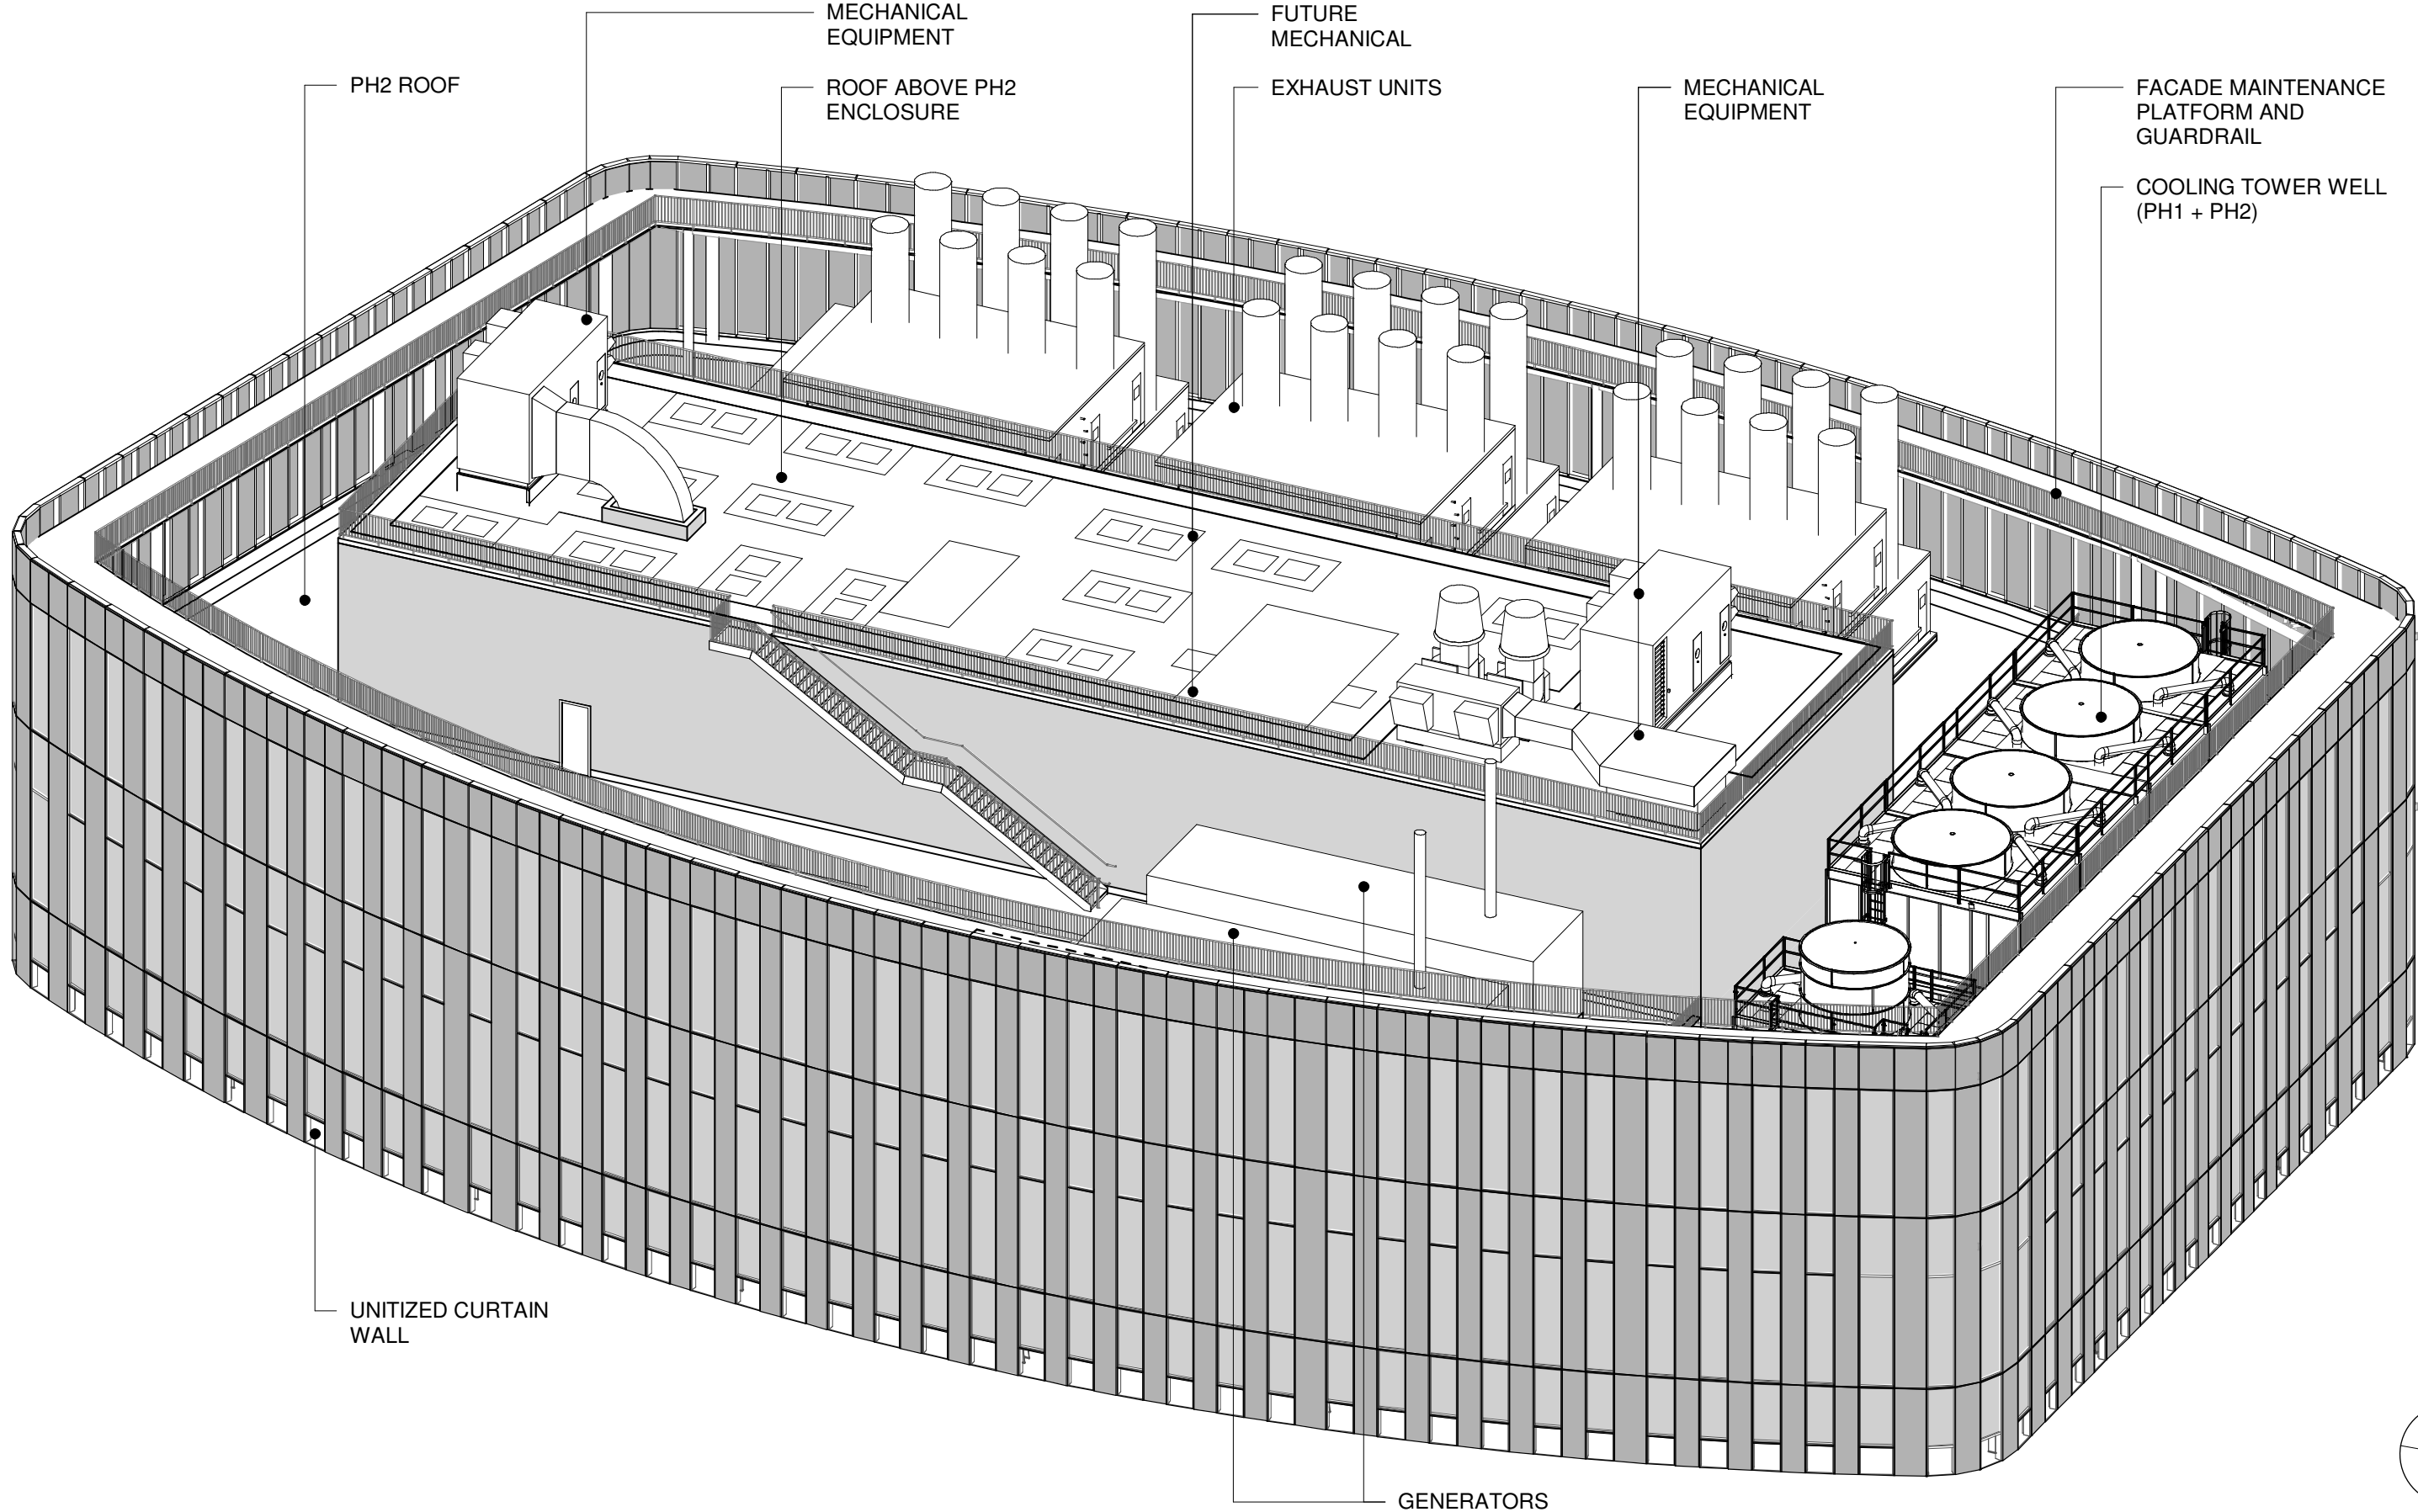 MECHANICAL
EQUIPMENT
FUTURE
MECHANICAL
PH2 ROOF
ROOF ABOVE PH2
ENCLOSURE
EXHAUST UNITS
MECHANICAL
EQUIPMENT
FACADE MAINTENANCE
PLATFORM AND
GUARDRAIL
COOLING TOWER WELL
(PH1 + PH2)
UNITIZED CURTAIN
WALL
GENERATORS